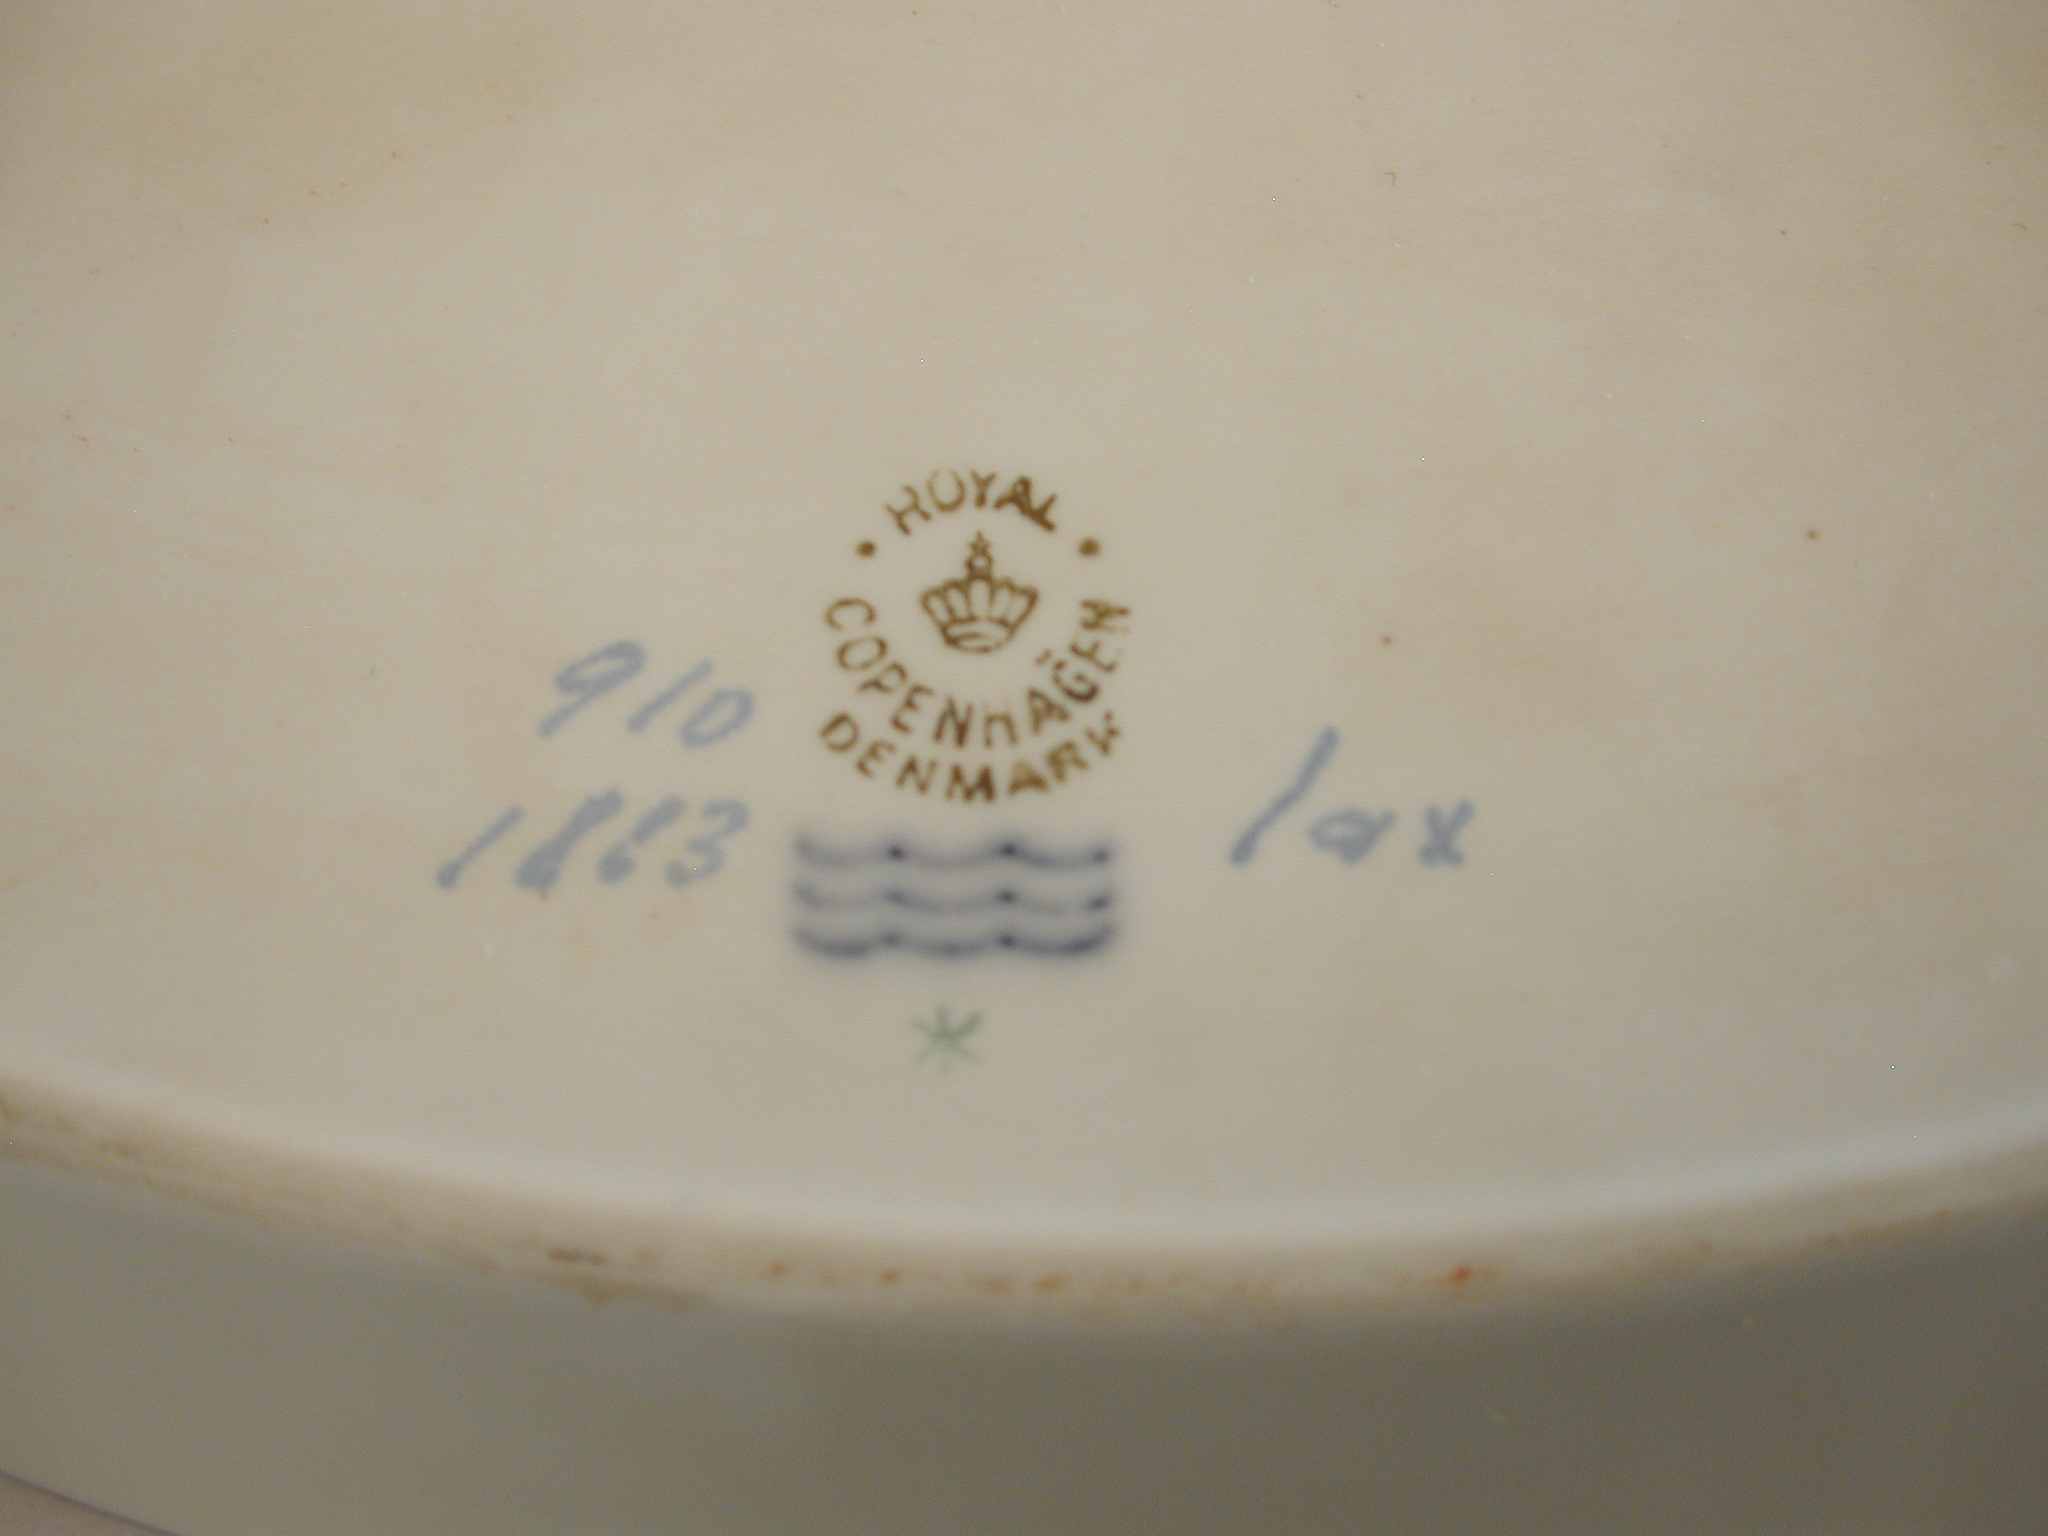 ROYAL
COPENHAGEN
DENMARK
910
1863
lax